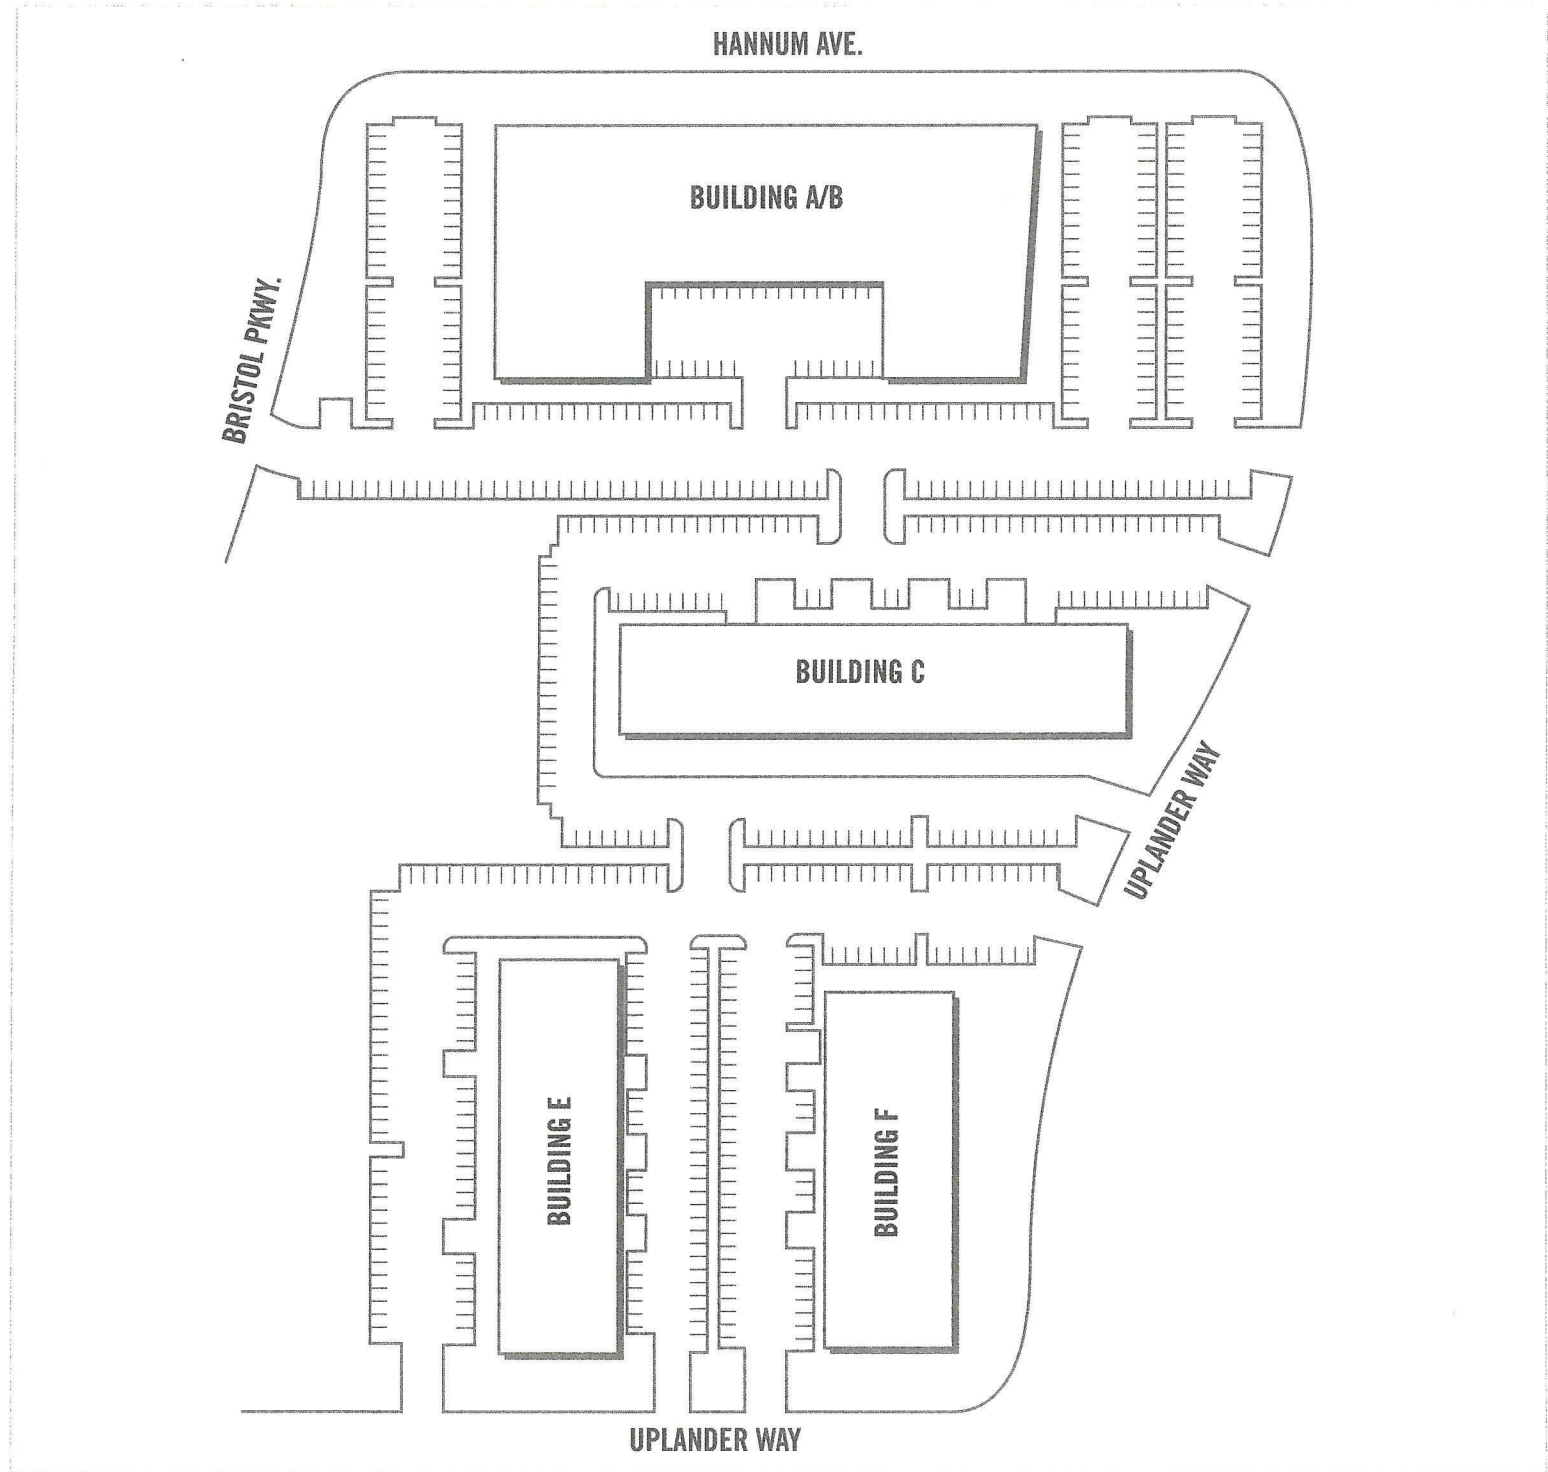 HANNUM AVE.
BUILDING A/B
BRISTOL PKWY.
BUILDING C
UPLANDER WAY
BUILDING E
BUILDING F
UPLANDER WAY